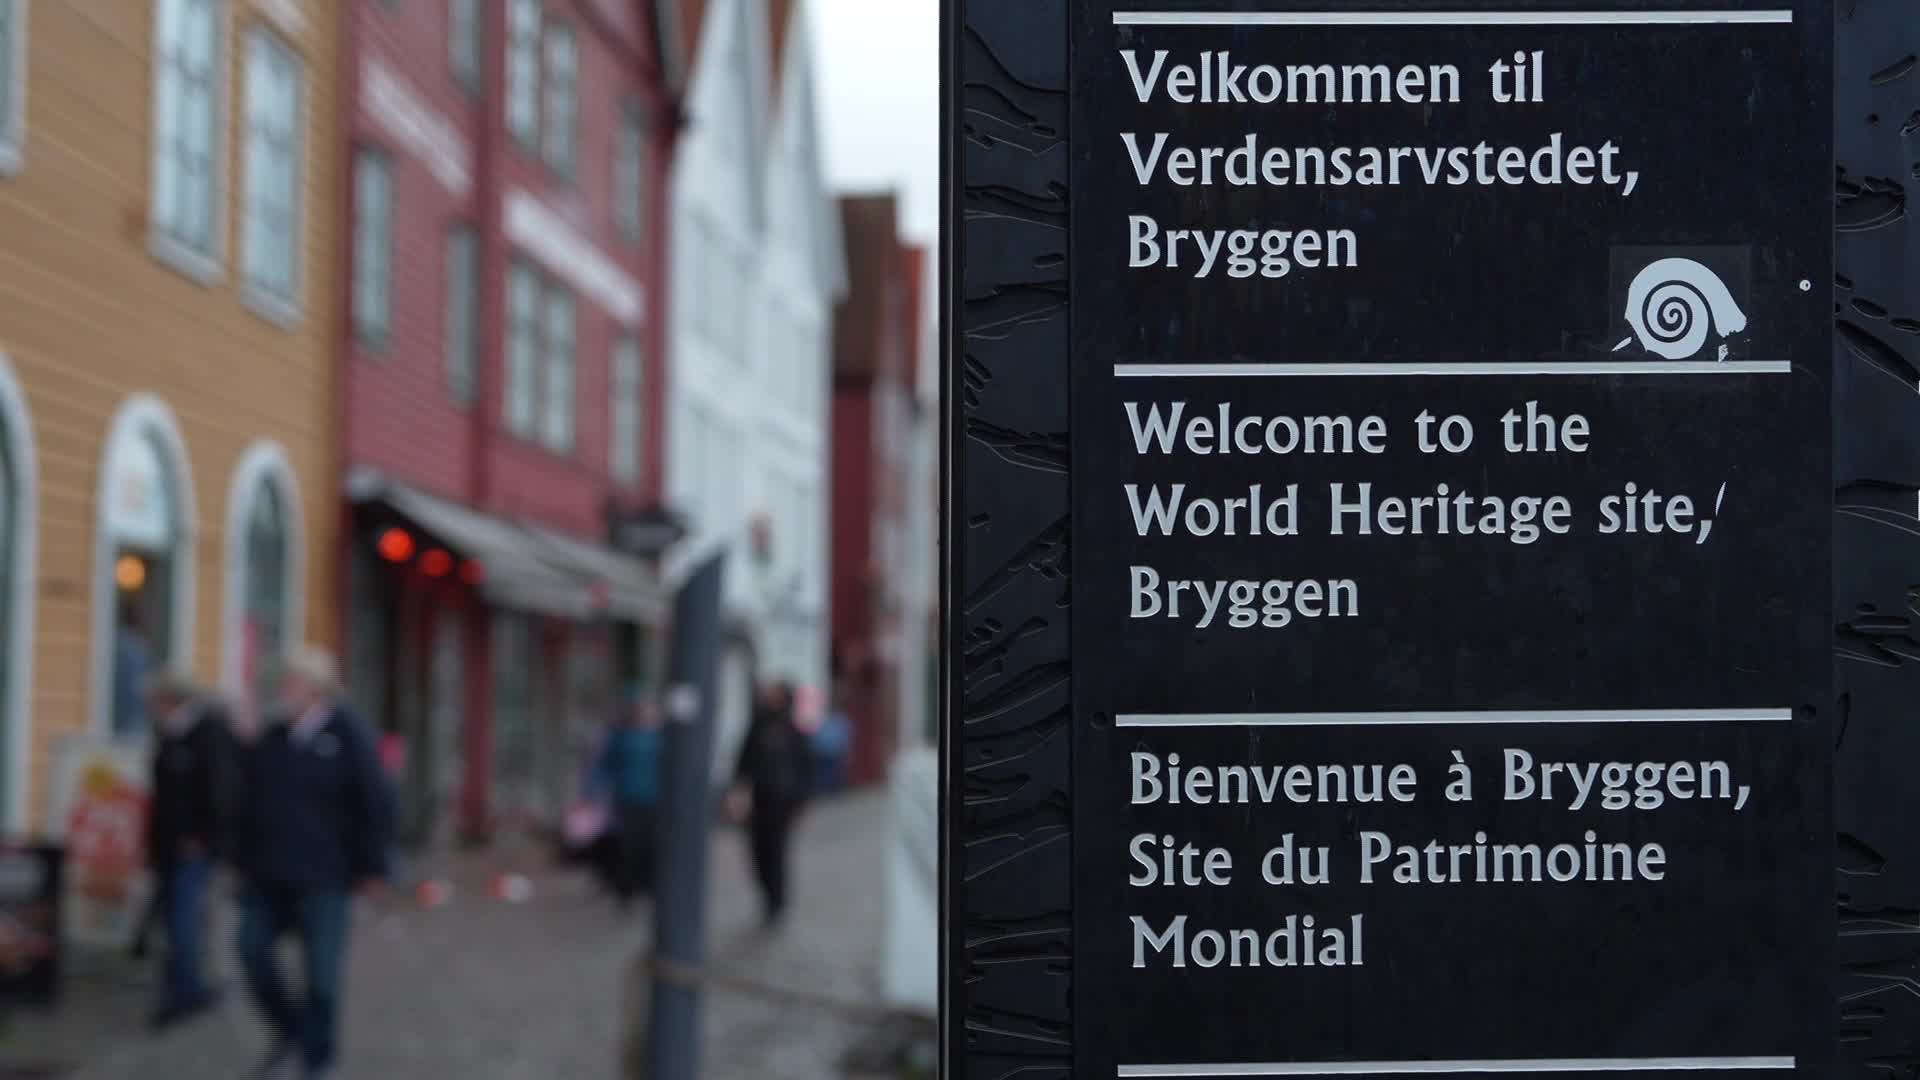 Velkommen til
Verdensarvstedet,
Bryggen
Welcome to the
World Heritage site,
Bryggen
Bienvenue à Bryggen,
Site du Patrimoine
Mondial